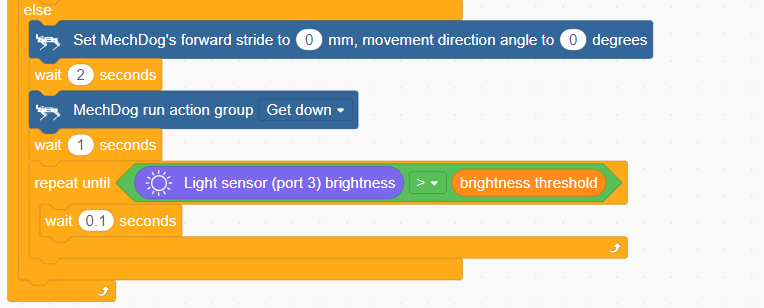 else
Set MechDog's forward stride to 0 mm, movement direction angle to 0 degrees
wait 2 seconds
MechDog run action group Get down
wait 1 seconds
repeat until Light sensor (port 3) brightness > brightness threshold
wait 0.1 seconds